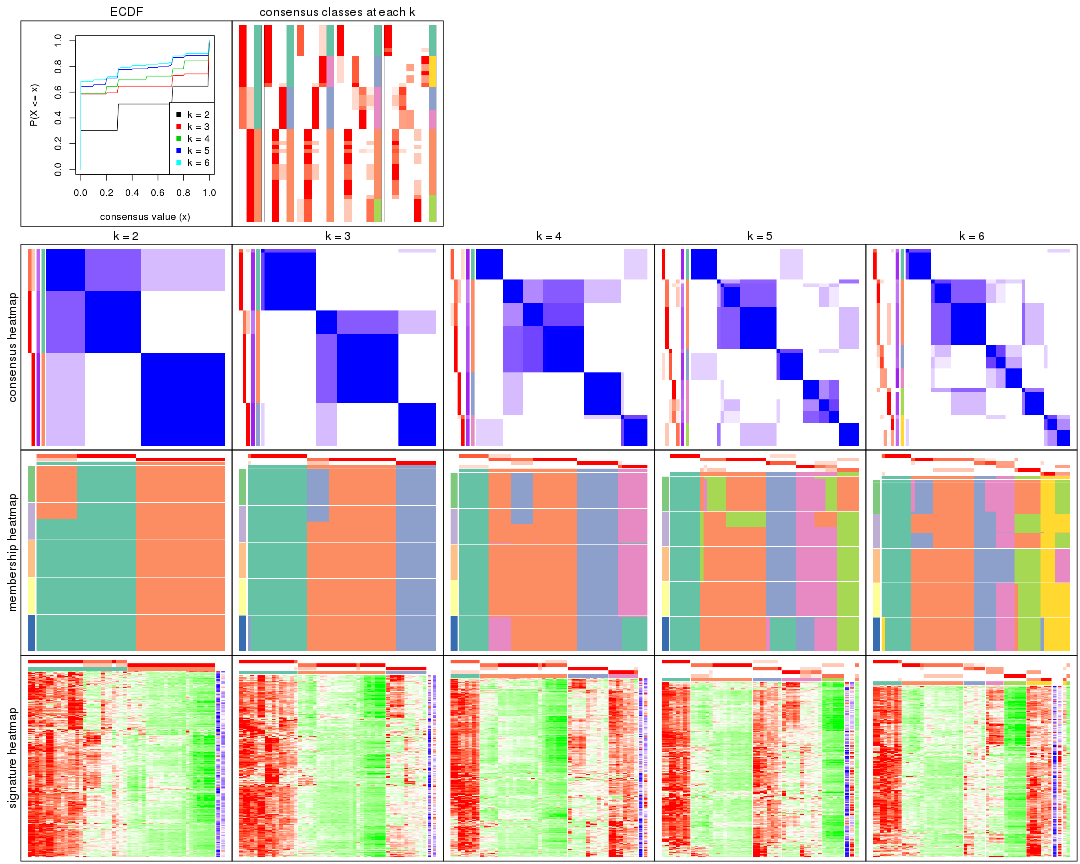 ECDF
consensus classes at each k
P(X <= x)
1.0
0.8
0.6
0.4
0.2
0.0
k = 2
k = 3
k = 4
k = 5
k = 6
0.0 0.2 0.4 0.6 0.8 1.0
consensus value (x)
k = 2 k = 3 k = 4 k = 5 k = 6
consensus heatmap
membership heatmap
signature heatmap